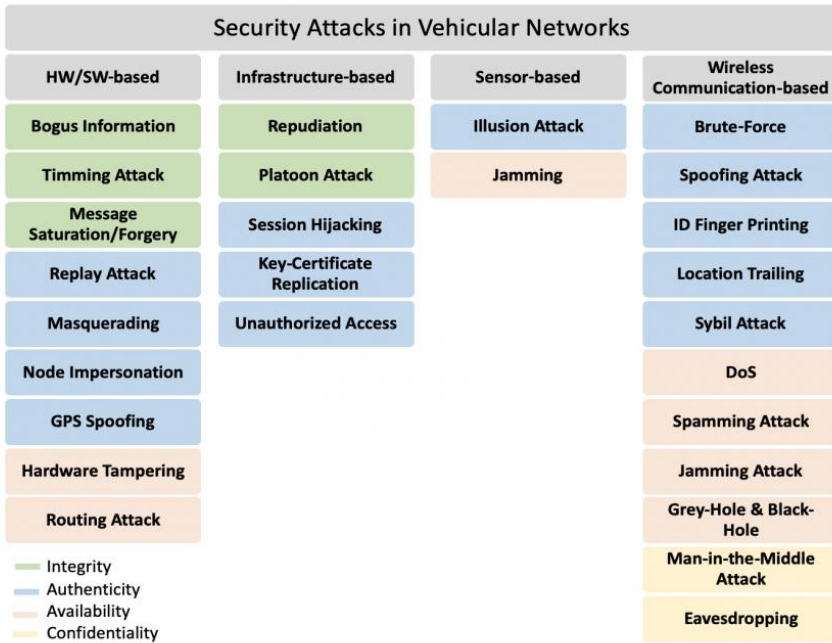 Security Attacks in Vehicular Networks
HW/SW-based
Bogus Information
Timming Attack
Message
Saturation/Forgery
Replay Attack
Masquerading
Node Impersonation
GPS Spoofing
Hardware Tampering
Routing Attack
Infrastructure-based
Repudiation
Platoon Attack
Session Hijacking
Key-Certificate
Replication
Unauthorized Access
Sensor-based
Illusion Attack
Jamming
Wireless
Communication-based
Brute-Force
Spoofing Attack
ID Finger Printing
Location Trailing
Sybil Attack
DoS
Spamming Attack
Jamming Attack
Grey-Hole & Black-
Hole
Man-in-the-Middle
Attack
Eavesdropping
Integrity
Authenticity
Availability
Confidentiality